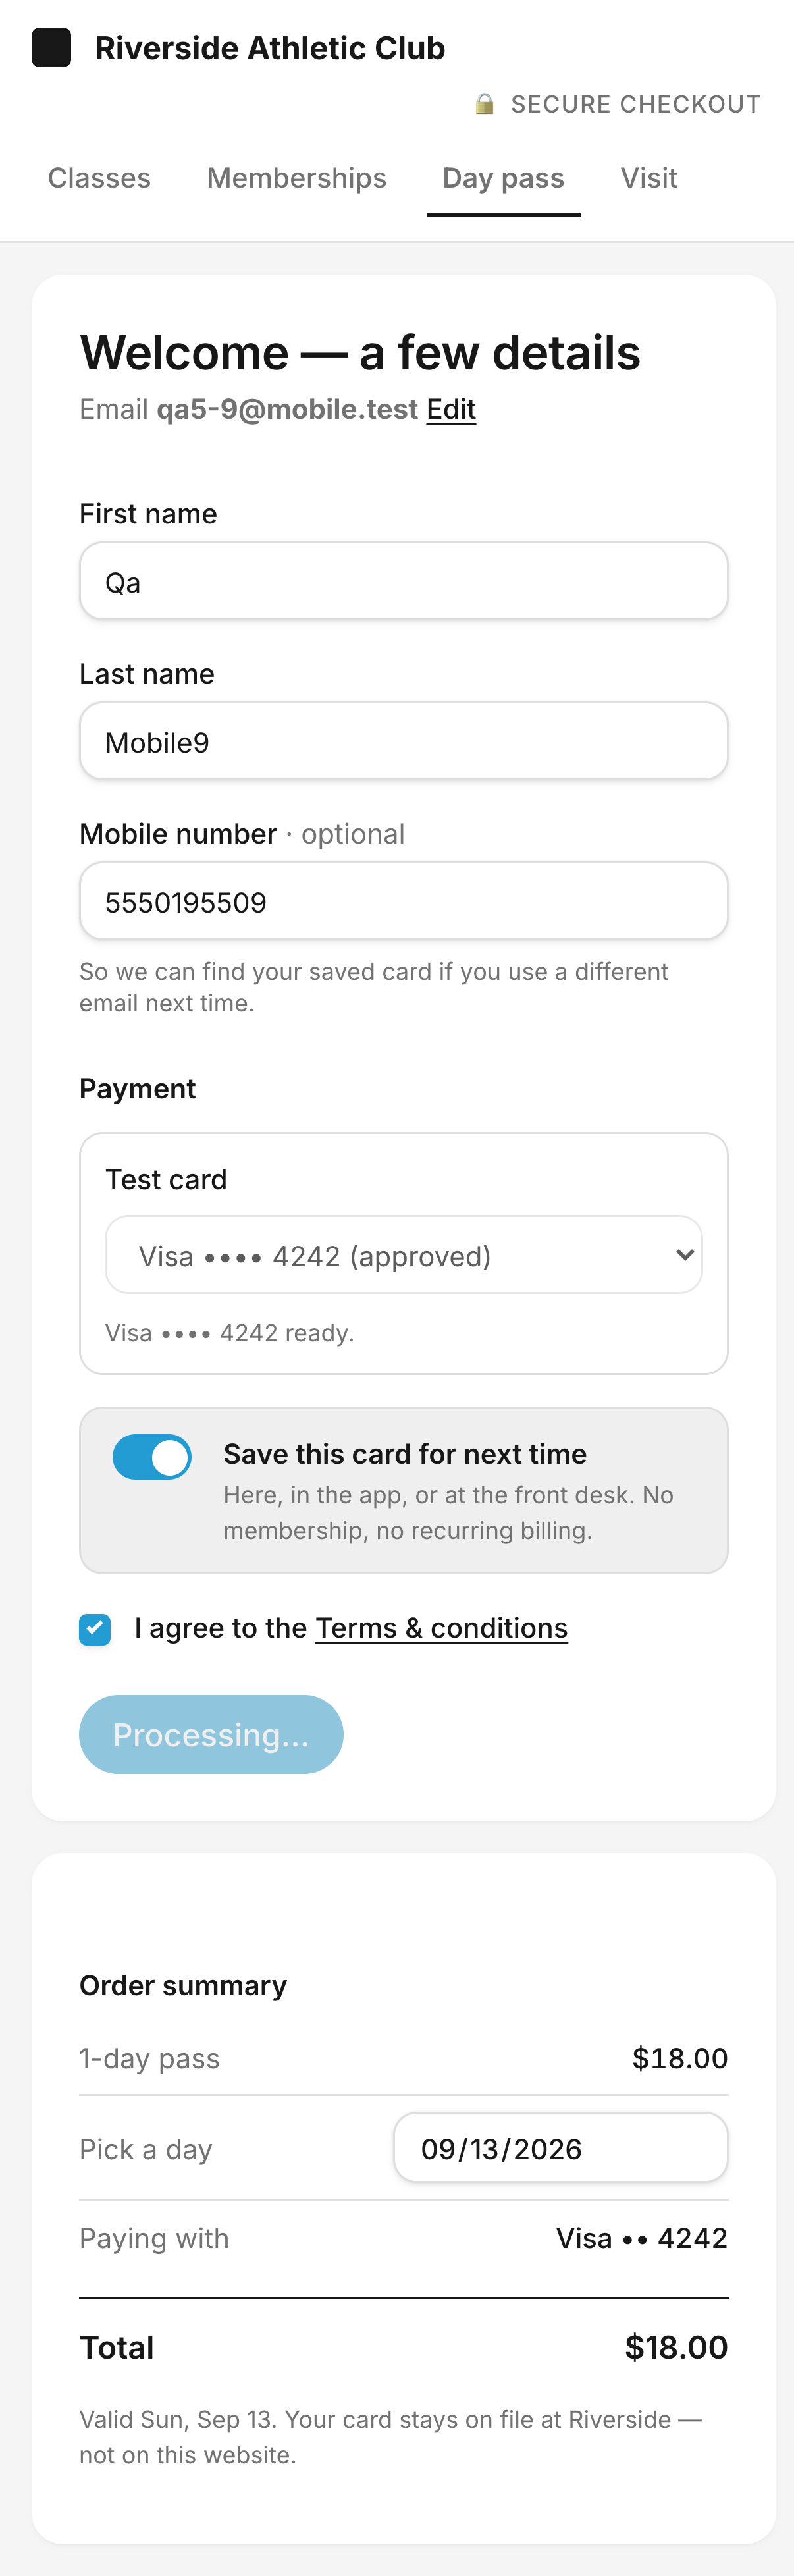 Riverside Athletic Club
🔒 SECURE CHECKOUT
Classes Memberships Day pass Visit
Welcome — a few details
Email qa5-9@mobile.test Edit
First name
Qa
Last name
Mobile9
Mobile number · optional
5550195509
So we can find your saved card if you use a different
email next time.
Payment
Test card
Visa •••• 4242 (approved)
Visa •••• 4242 ready.
Save this card for next time
Here, in the app, or at the front desk. No
membership, no recurring billing.
I agree to the Terms & conditions
Processing…
Order summary
1-day pass $18.00
Pick a day 09/13/2026
Paying with Visa •• 4242
Total $18.00
Valid Sun, Sep 13. Your card stays on file at Riverside —
not on this website.